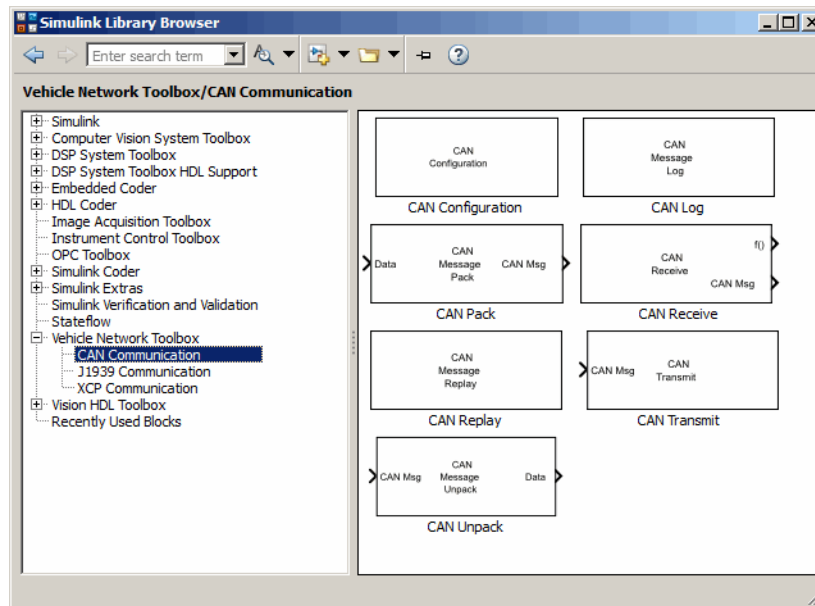 Simulink Library Browser
Enter search term
Vehicle Network Toolbox/CAN Communication
Simulink
Computer Vision System Toolbox
DSP System Toolbox
DSP System Toolbox HDL Support
Embedded Coder
HDL Coder
Image Acquisition Toolbox
Instrument Control Toolbox
OPC Toolbox
Simulink Coder
Simulink Extras
Simulink Verification and Validation
Stateflow
Vehicle Network Toolbox
CAN Communication
J1939 Communication
XCP Communication
Vision HDL Toolbox
Recently Used Blocks
CAN
Configuration
CAN Configuration
CAN
Message
Log
CAN Log
Data
CAN
Message
Pack
CAN Msg
CAN Pack
CAN
Receive
f()
CAN Msg
CAN Receive
CAN
Message
Replay
CAN Replay
CAN Msg
CAN
Transmit
CAN Transmit
CAN Msg
CAN
Message
Unpack
Data
CAN Unpack